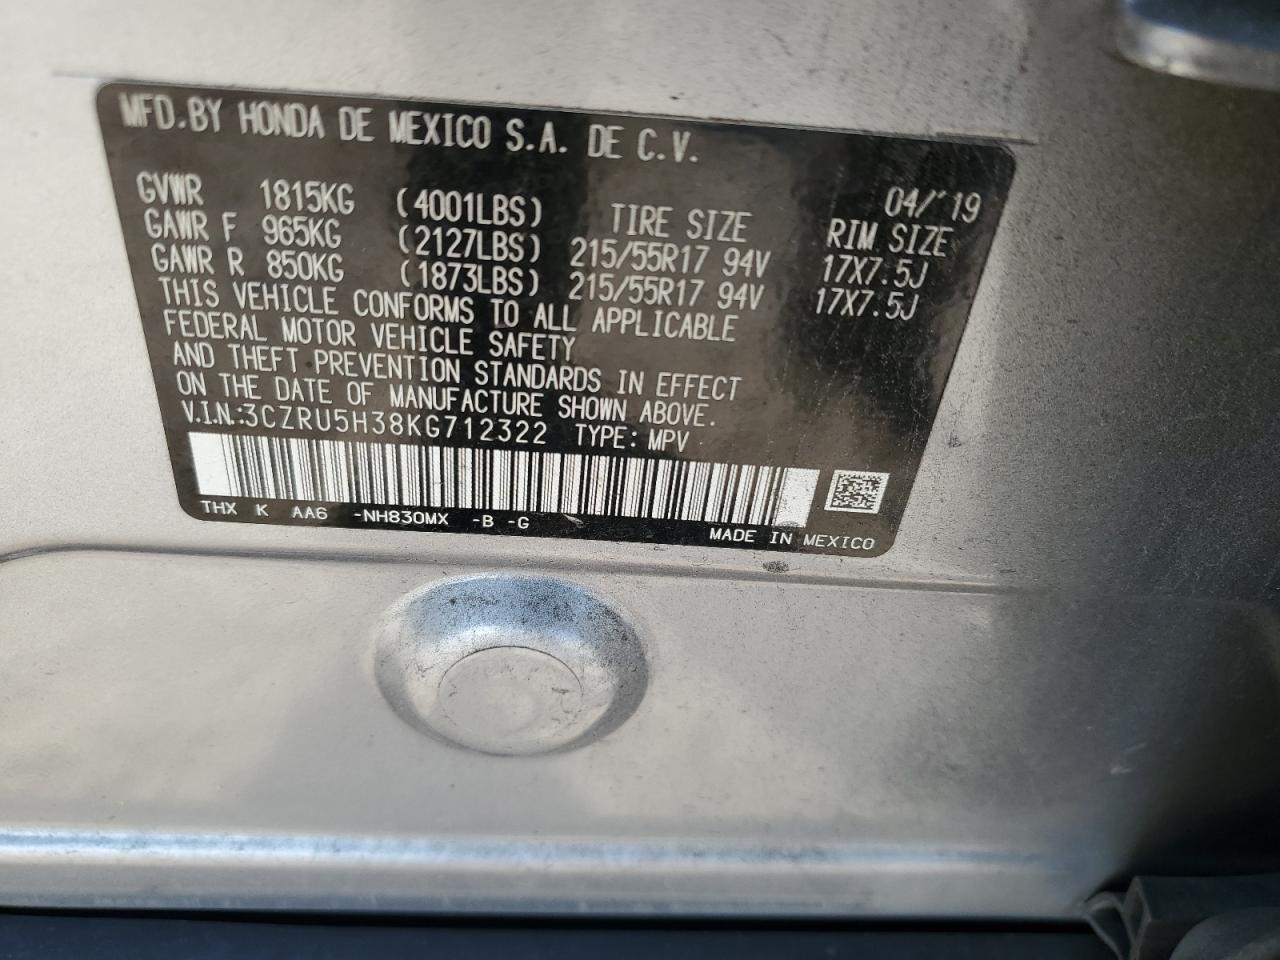 MFD.BY HONDA DE MEXICO S.A. DE C.V.
04/'19
GVWR 1815KG (4001LBS) TIRE SIZE RIM SIZE
GAWR F 965KG (2127LBS) 215/55R17 94V 17X7.5J
GAWR R 850KG (1873LBS) 215/55R17 94V 17X7.5J
THIS VEHICLE CONFORMS TO ALL APPLICABLE
FEDERAL MOTOR VEHICLE SAFETY
AND THEFT PREVENTION STANDARDS IN EFFECT
ON THE DATE OF MANUFACTURE SHOWN ABOVE.
V.I.N.:3CZRU5H38KG712322 TYPE: MPV
THX K AA6 -NH830MX -B -G
MADE IN MEXICO